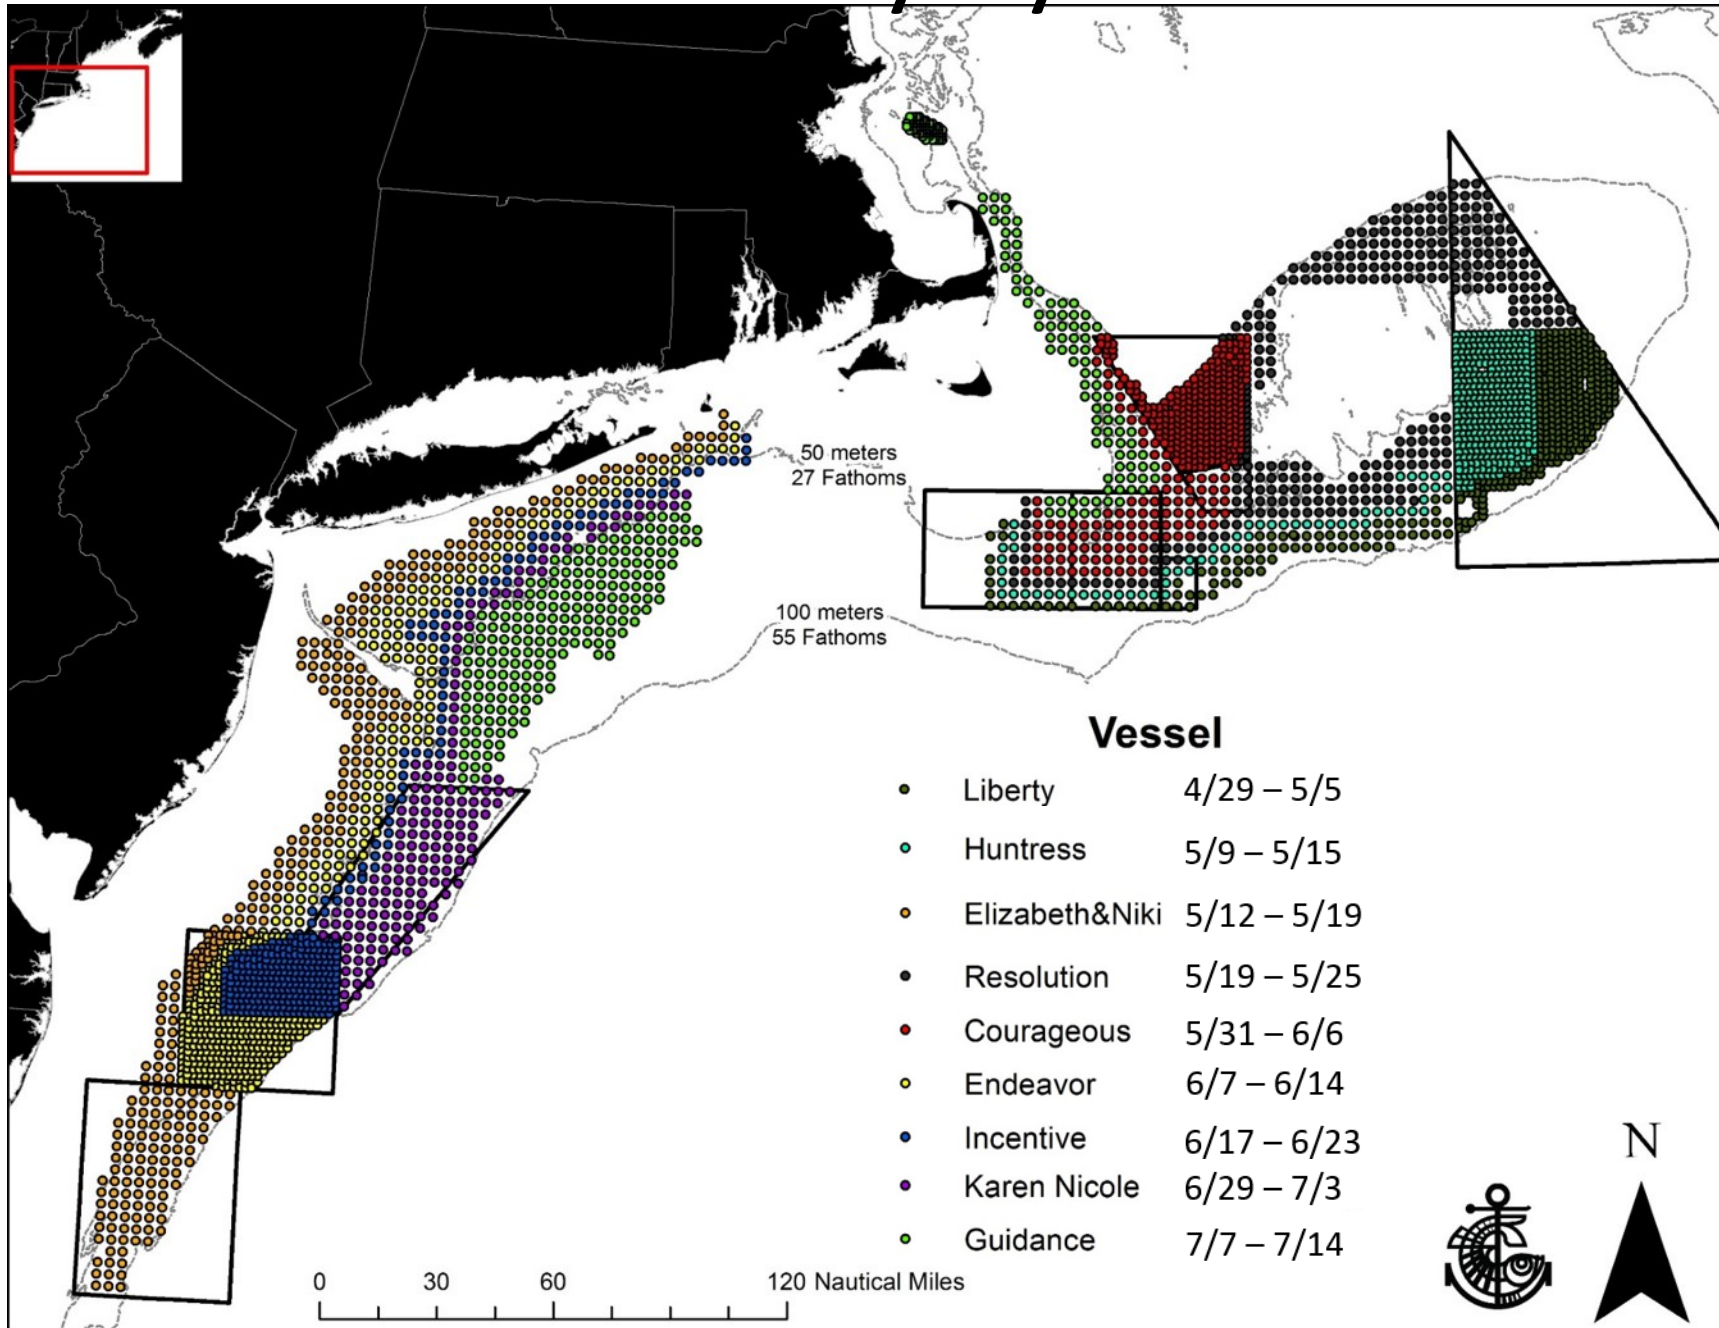 50 meters
27 Fathoms
100 meters
55 Fathoms
Vessel
Liberty 4/29 – 5/5
Huntress 5/9 – 5/15
Elizabeth&Niki 5/12 – 5/19
Resolution 5/19 – 5/25
Courageous 5/31 – 6/6
Endeavor 6/7 – 6/14
Incentive 6/17 – 6/23
Karen Nicole 6/29 – 7/3
Guidance 7/7 – 7/14
N
0 30 60 120 Nautical Miles